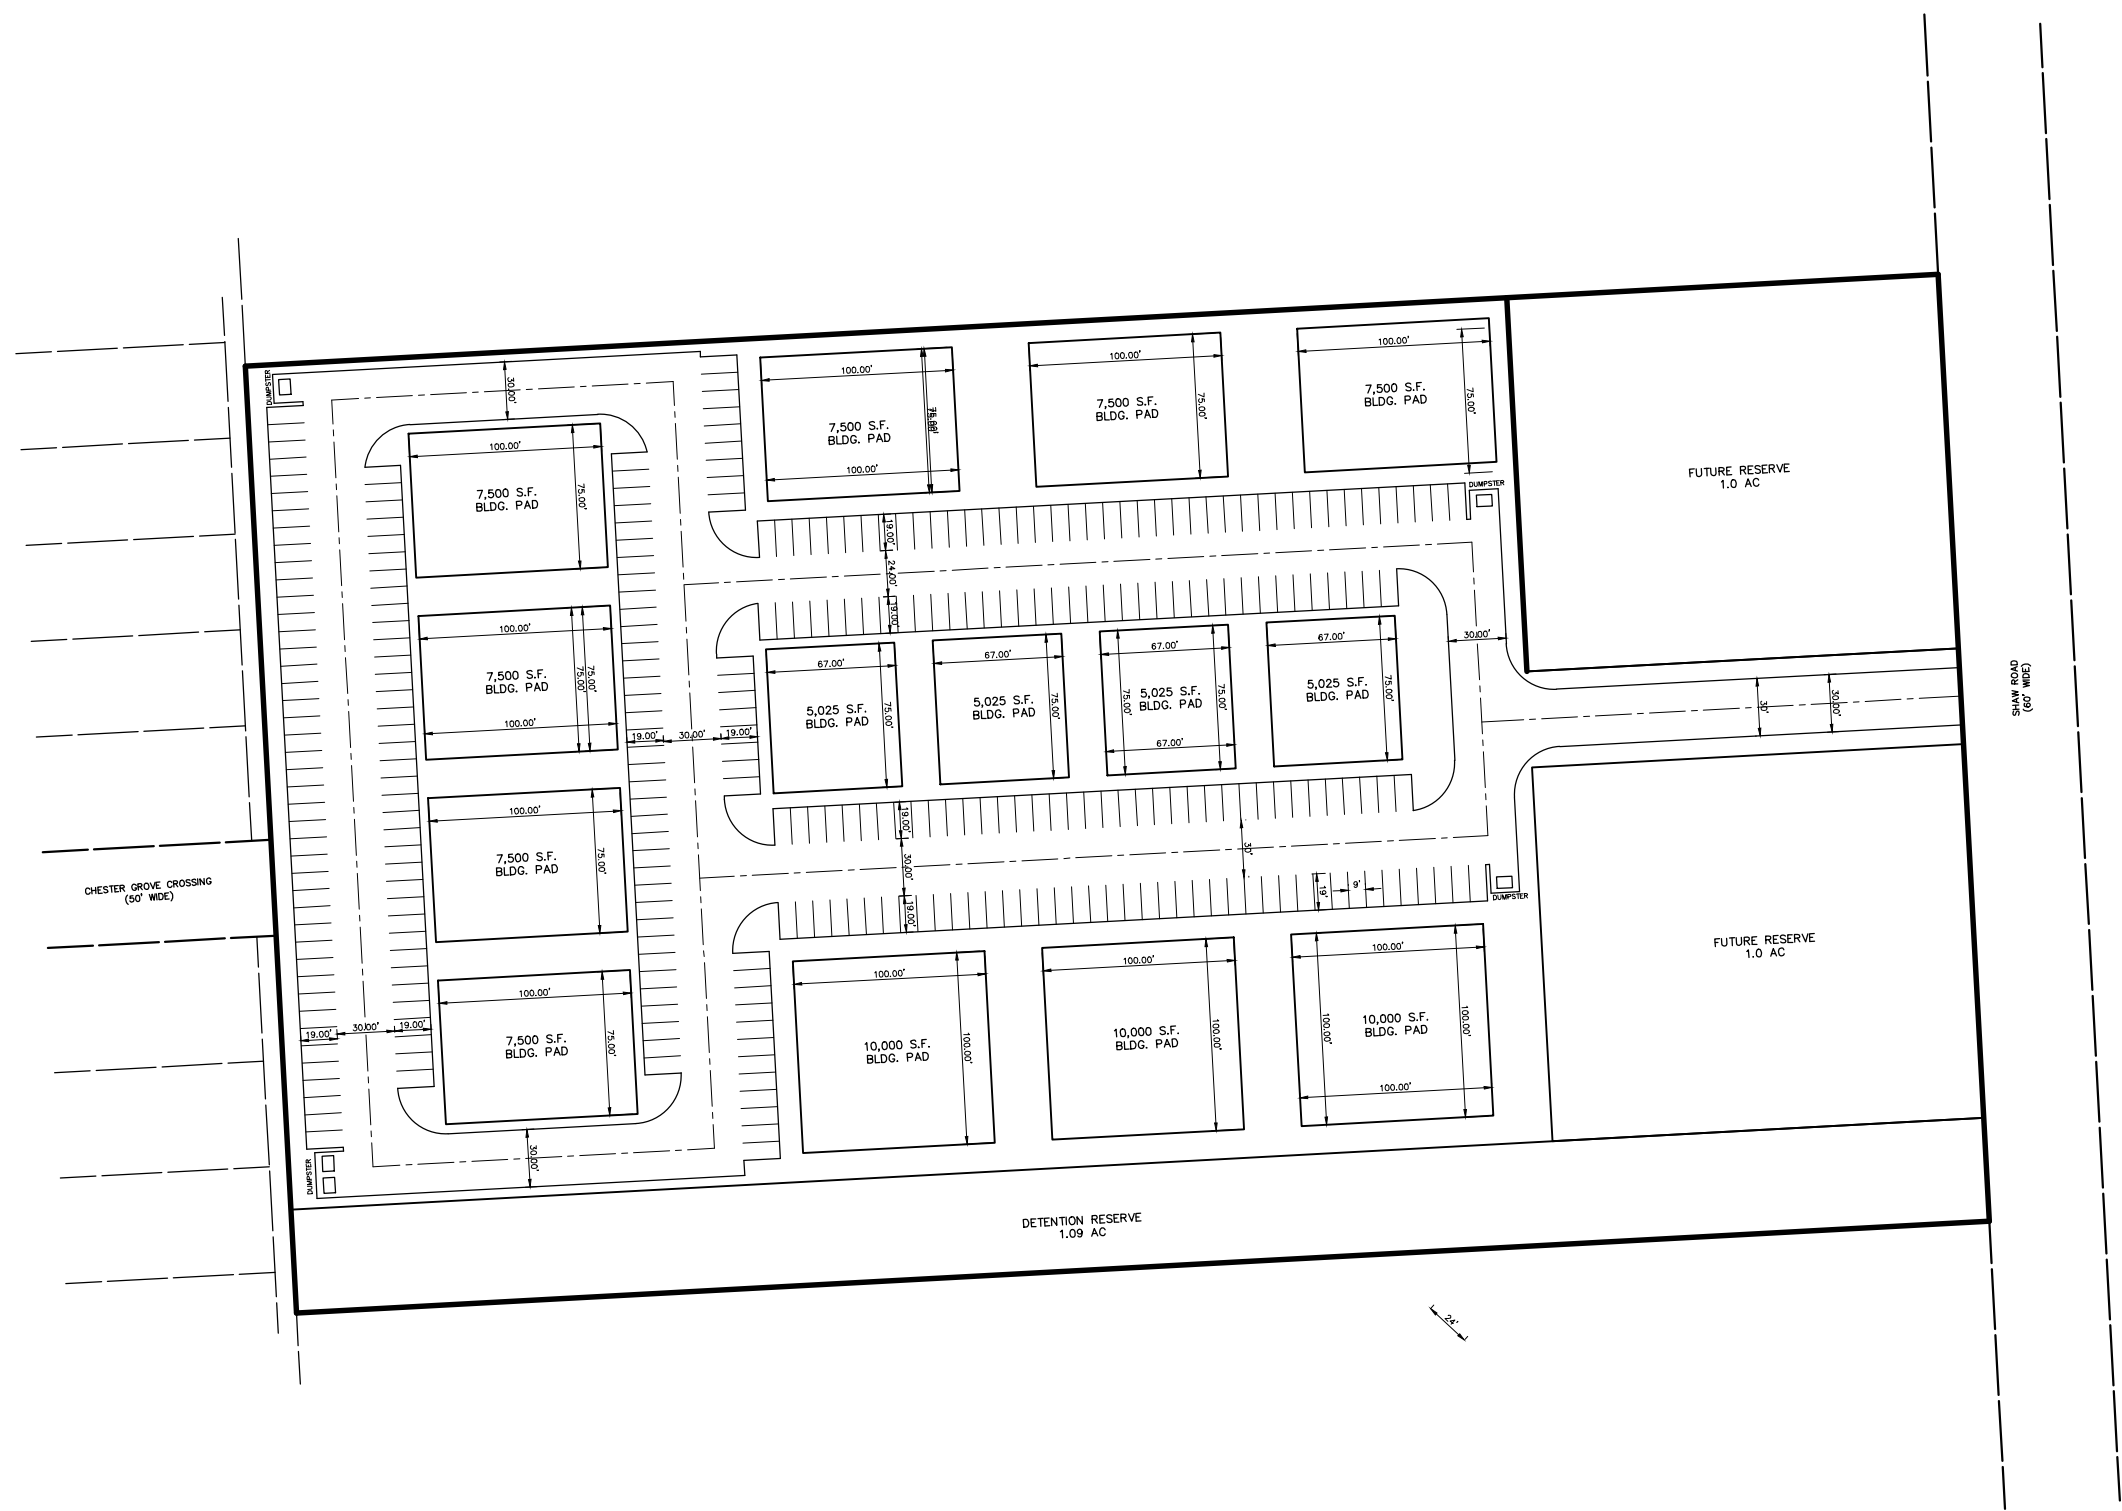 DUMPSTER
30.00'
100.00'
75.00'
7,500 S.F.
BLDG. PAD
100.00'
7,500 S.F.
BLDG. PAD
100.00'
100.00'
75.00'
7,500 S.F.
BLDG. PAD
100.00'
75.00'
7,500 S.F.
BLDG. PAD
DUMPSTER
FUTURE RESERVE
1.0 AC
19.00'
24.00'
19.00'
100.00'
75.00'
75.00'
7,500 S.F.
BLDG. PAD
100.00'
19.00'
30.00'
19.00'
67.00'
75.00'
5,025 S.F.
BLDG. PAD
67.00'
75.00'
5,025 S.F.
BLDG. PAD
67.00'
75.00'
75.00'
5,025 S.F.
BLDG. PAD
67.00'
67.00'
75.00'
5,025 S.F.
BLDG. PAD
30.00'
30'
30.00'
SHAW ROAD
(60' WIDE)
100.00'
75.00'
7,500 S.F.
BLDG. PAD
19.00'
30.00'
19.00'
30'
19'
9'
DUMPSTER
CHESTER GROVE CROSSING
(50' WIDE)
FUTURE RESERVE
1.0 AC
100.00'
75.00'
7,500 S.F.
BLDG. PAD
19.00'
30.00'
19.00'
100.00'
100.00'
10,000 S.F.
BLDG. PAD
100.00'
100.00'
10,000 S.F.
BLDG. PAD
100.00'
100.00'
100.00'
10,000 S.F.
BLDG. PAD
100.00'
30.00'
DUMPSTER
DETENTION RESERVE
1.09 AC
24'